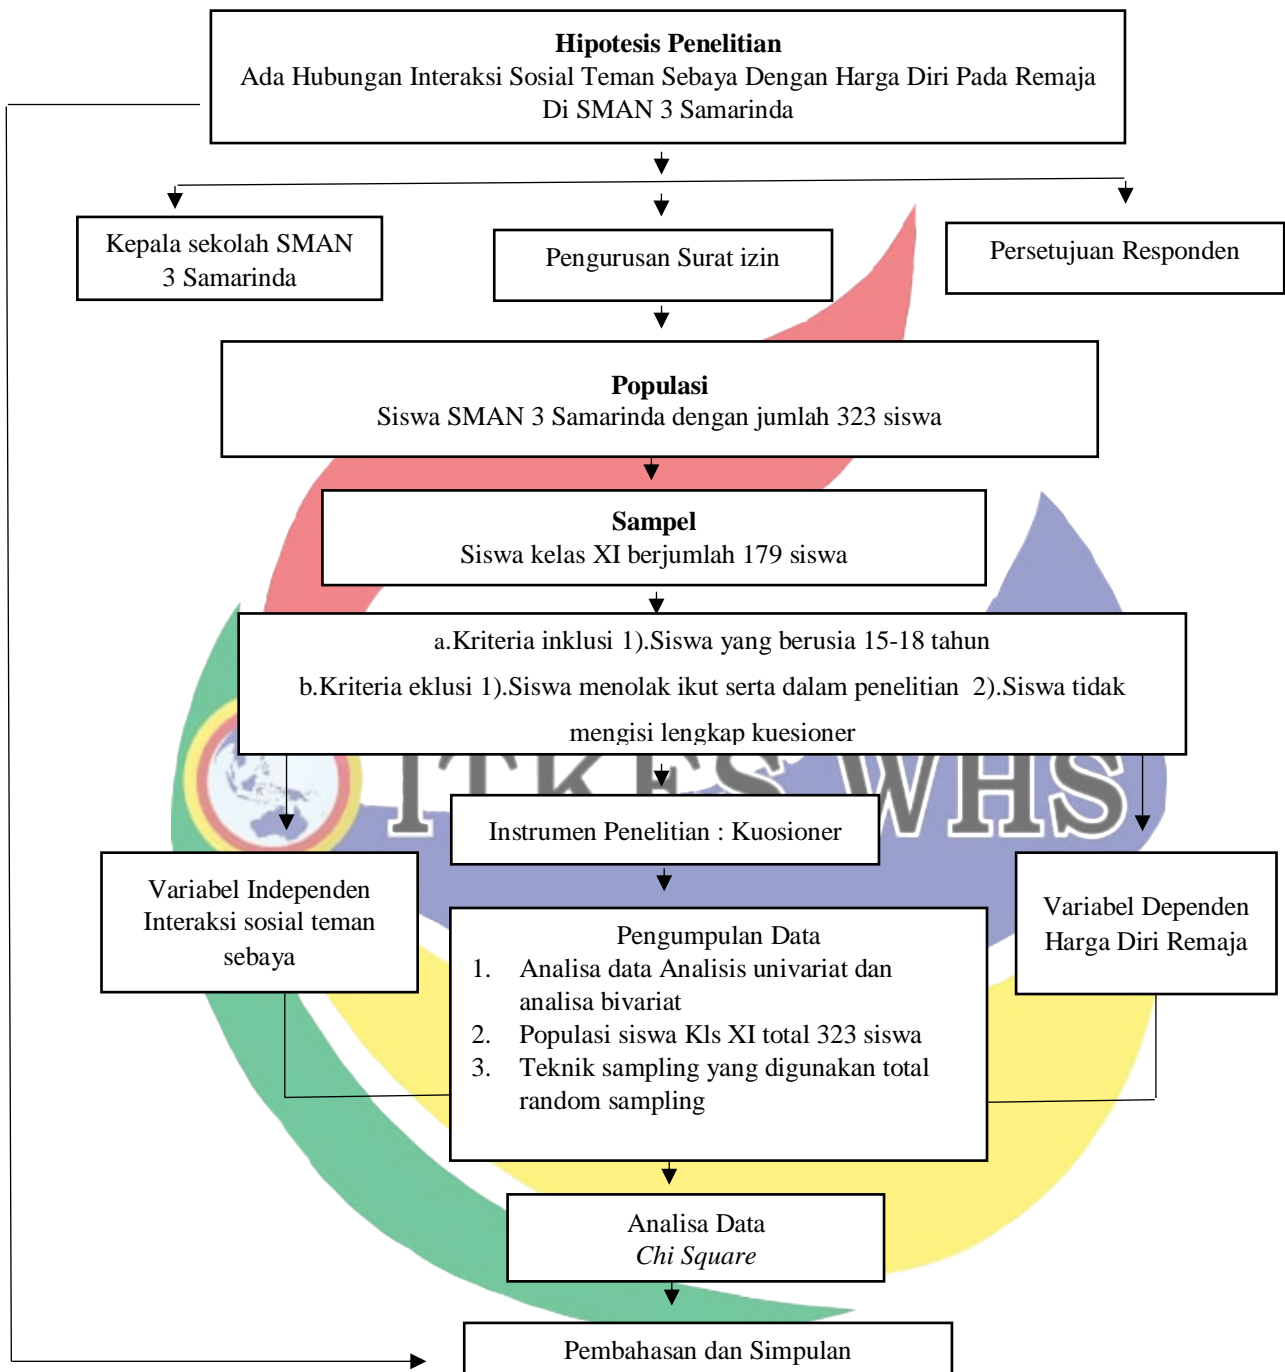 Hipotesis Penelitian
Ada Hubungan Interaksi Sosial Teman Sebaya Dengan Harga Diri Pada Remaja
Di SMAN 3 Samarinda
Kepala sekolah SMAN
3 Samarinda
Pengurusan Surat izin
Persetujuan Responden
Populasi
Siswa SMAN 3 Samarinda dengan jumlah 323 siswa
Sampel
Siswa kelas XI berjumlah 179 siswa
a.Kriteria inklusi 1).Siswa yang berusia 15-18 tahun
b.Kriteria eklusi 1).Siswa menolak ikut serta dalam penelitian 2).Siswa tidak
mengisi lengkap kuesioner
ITKES WHS
Instrumen Penelitian : Kuosioner
Variabel Independen
Interaksi sosial teman
sebaya
Variabel Dependen
Harga Diri Remaja
Pengumpulan Data
1. Analisa data Analisis univariat dan
analisa bivariat
2. Populasi siswa Kls XI total 323 siswa
3. Teknik sampling yang digunakan total
random sampling
Analisa Data
Chi Square
Pembahasan dan Simpulan